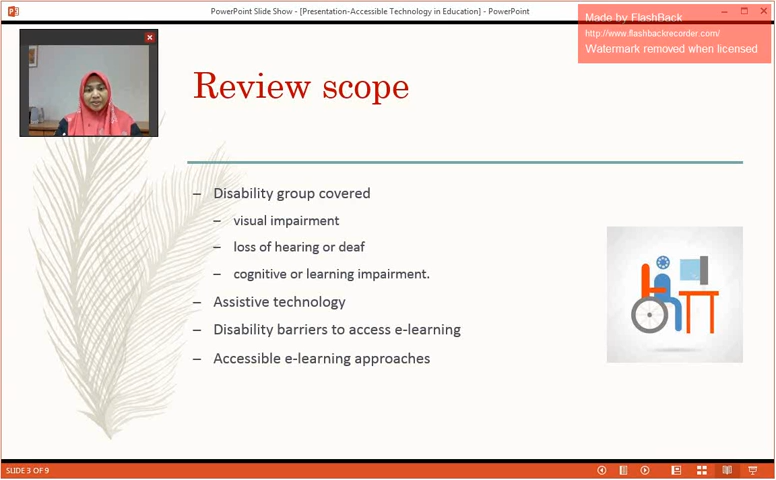 PowerPoint Slide Show - [Presentation-Accessible Technology in Education] - PowerPoint
Made by FlashBack
http://www.flashbackrecorder.com/
Watermark removed when licensed
Review scope
– Disability group covered
– visual impairment
– loss of hearing or deaf
– cognitive or learning impairment.
– Assistive technology
– Disability barriers to access e-learning
– Accessible e-learning approaches
SLIDE 3 OF 9